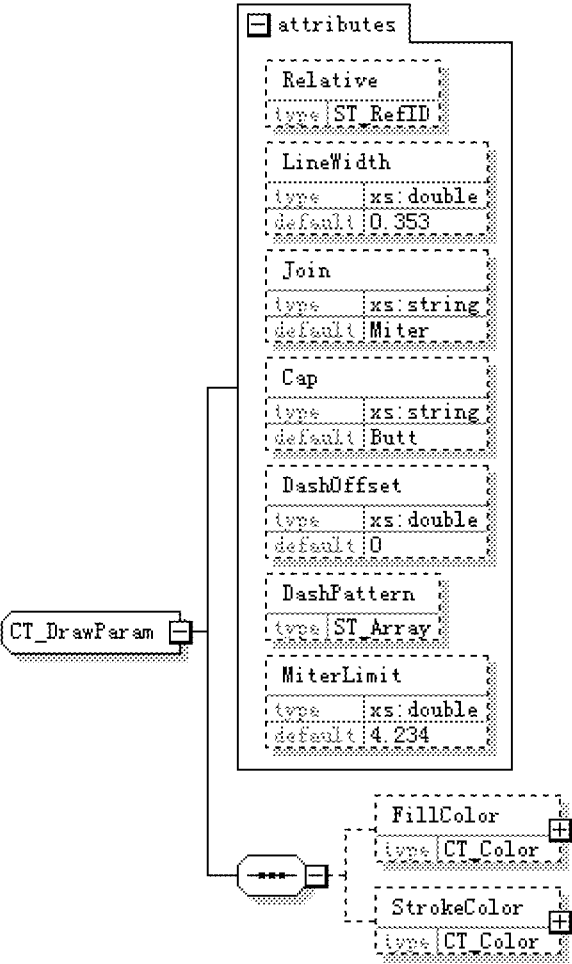 attributes
Relative
type ST_RefID
LineWidth
type xs:double
default 0.353
Join
type xs:string
default Miter
Cap
type xs:string
default Butt
DashOffset
type xs:double
default 0
DashPattern
type ST_Array
CT_DrawParam
MiterLimit
type xs:double
default 4.234
FillColor
type CT_Color
StrokeColor
type CT_Color